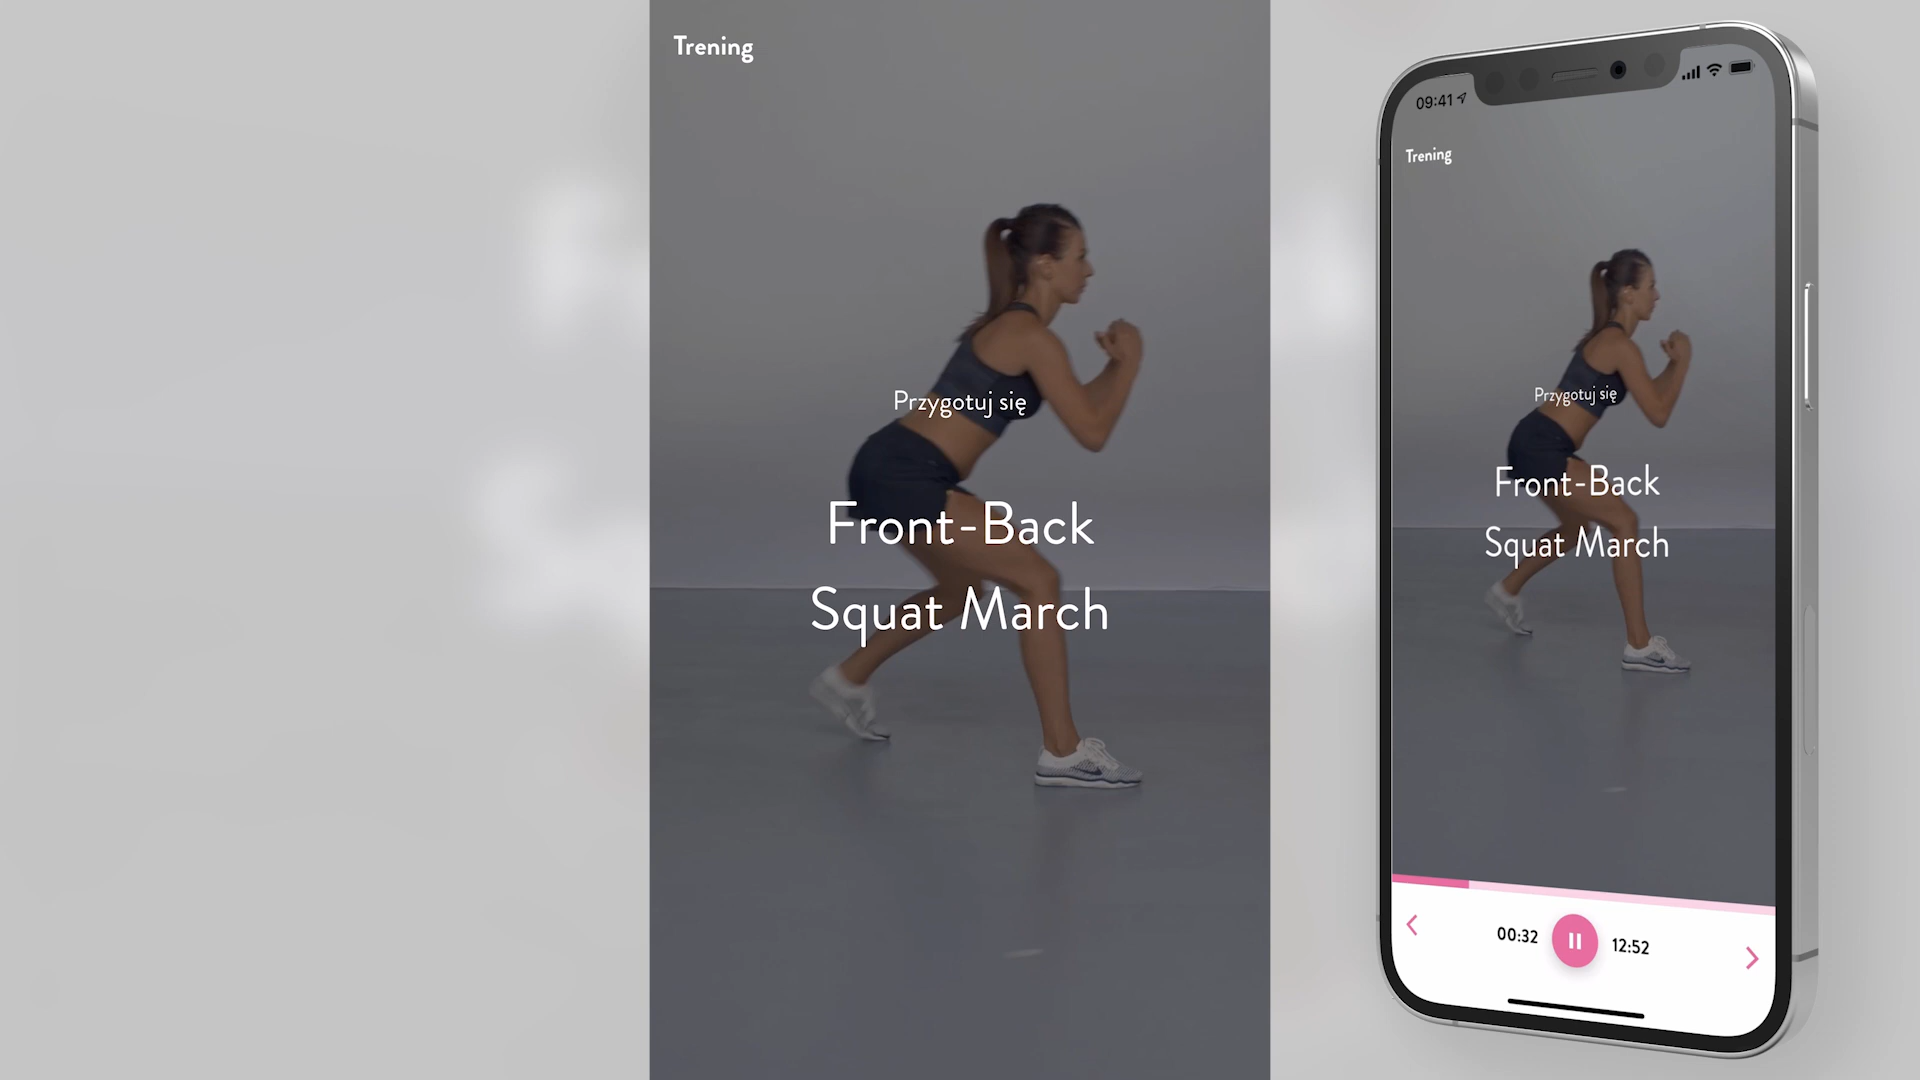 Trening
Przygotuj się
Front-Back
Squat March
09:41
Trening
Przygotuj się
Front-Back
Squat March
00:32
12:52